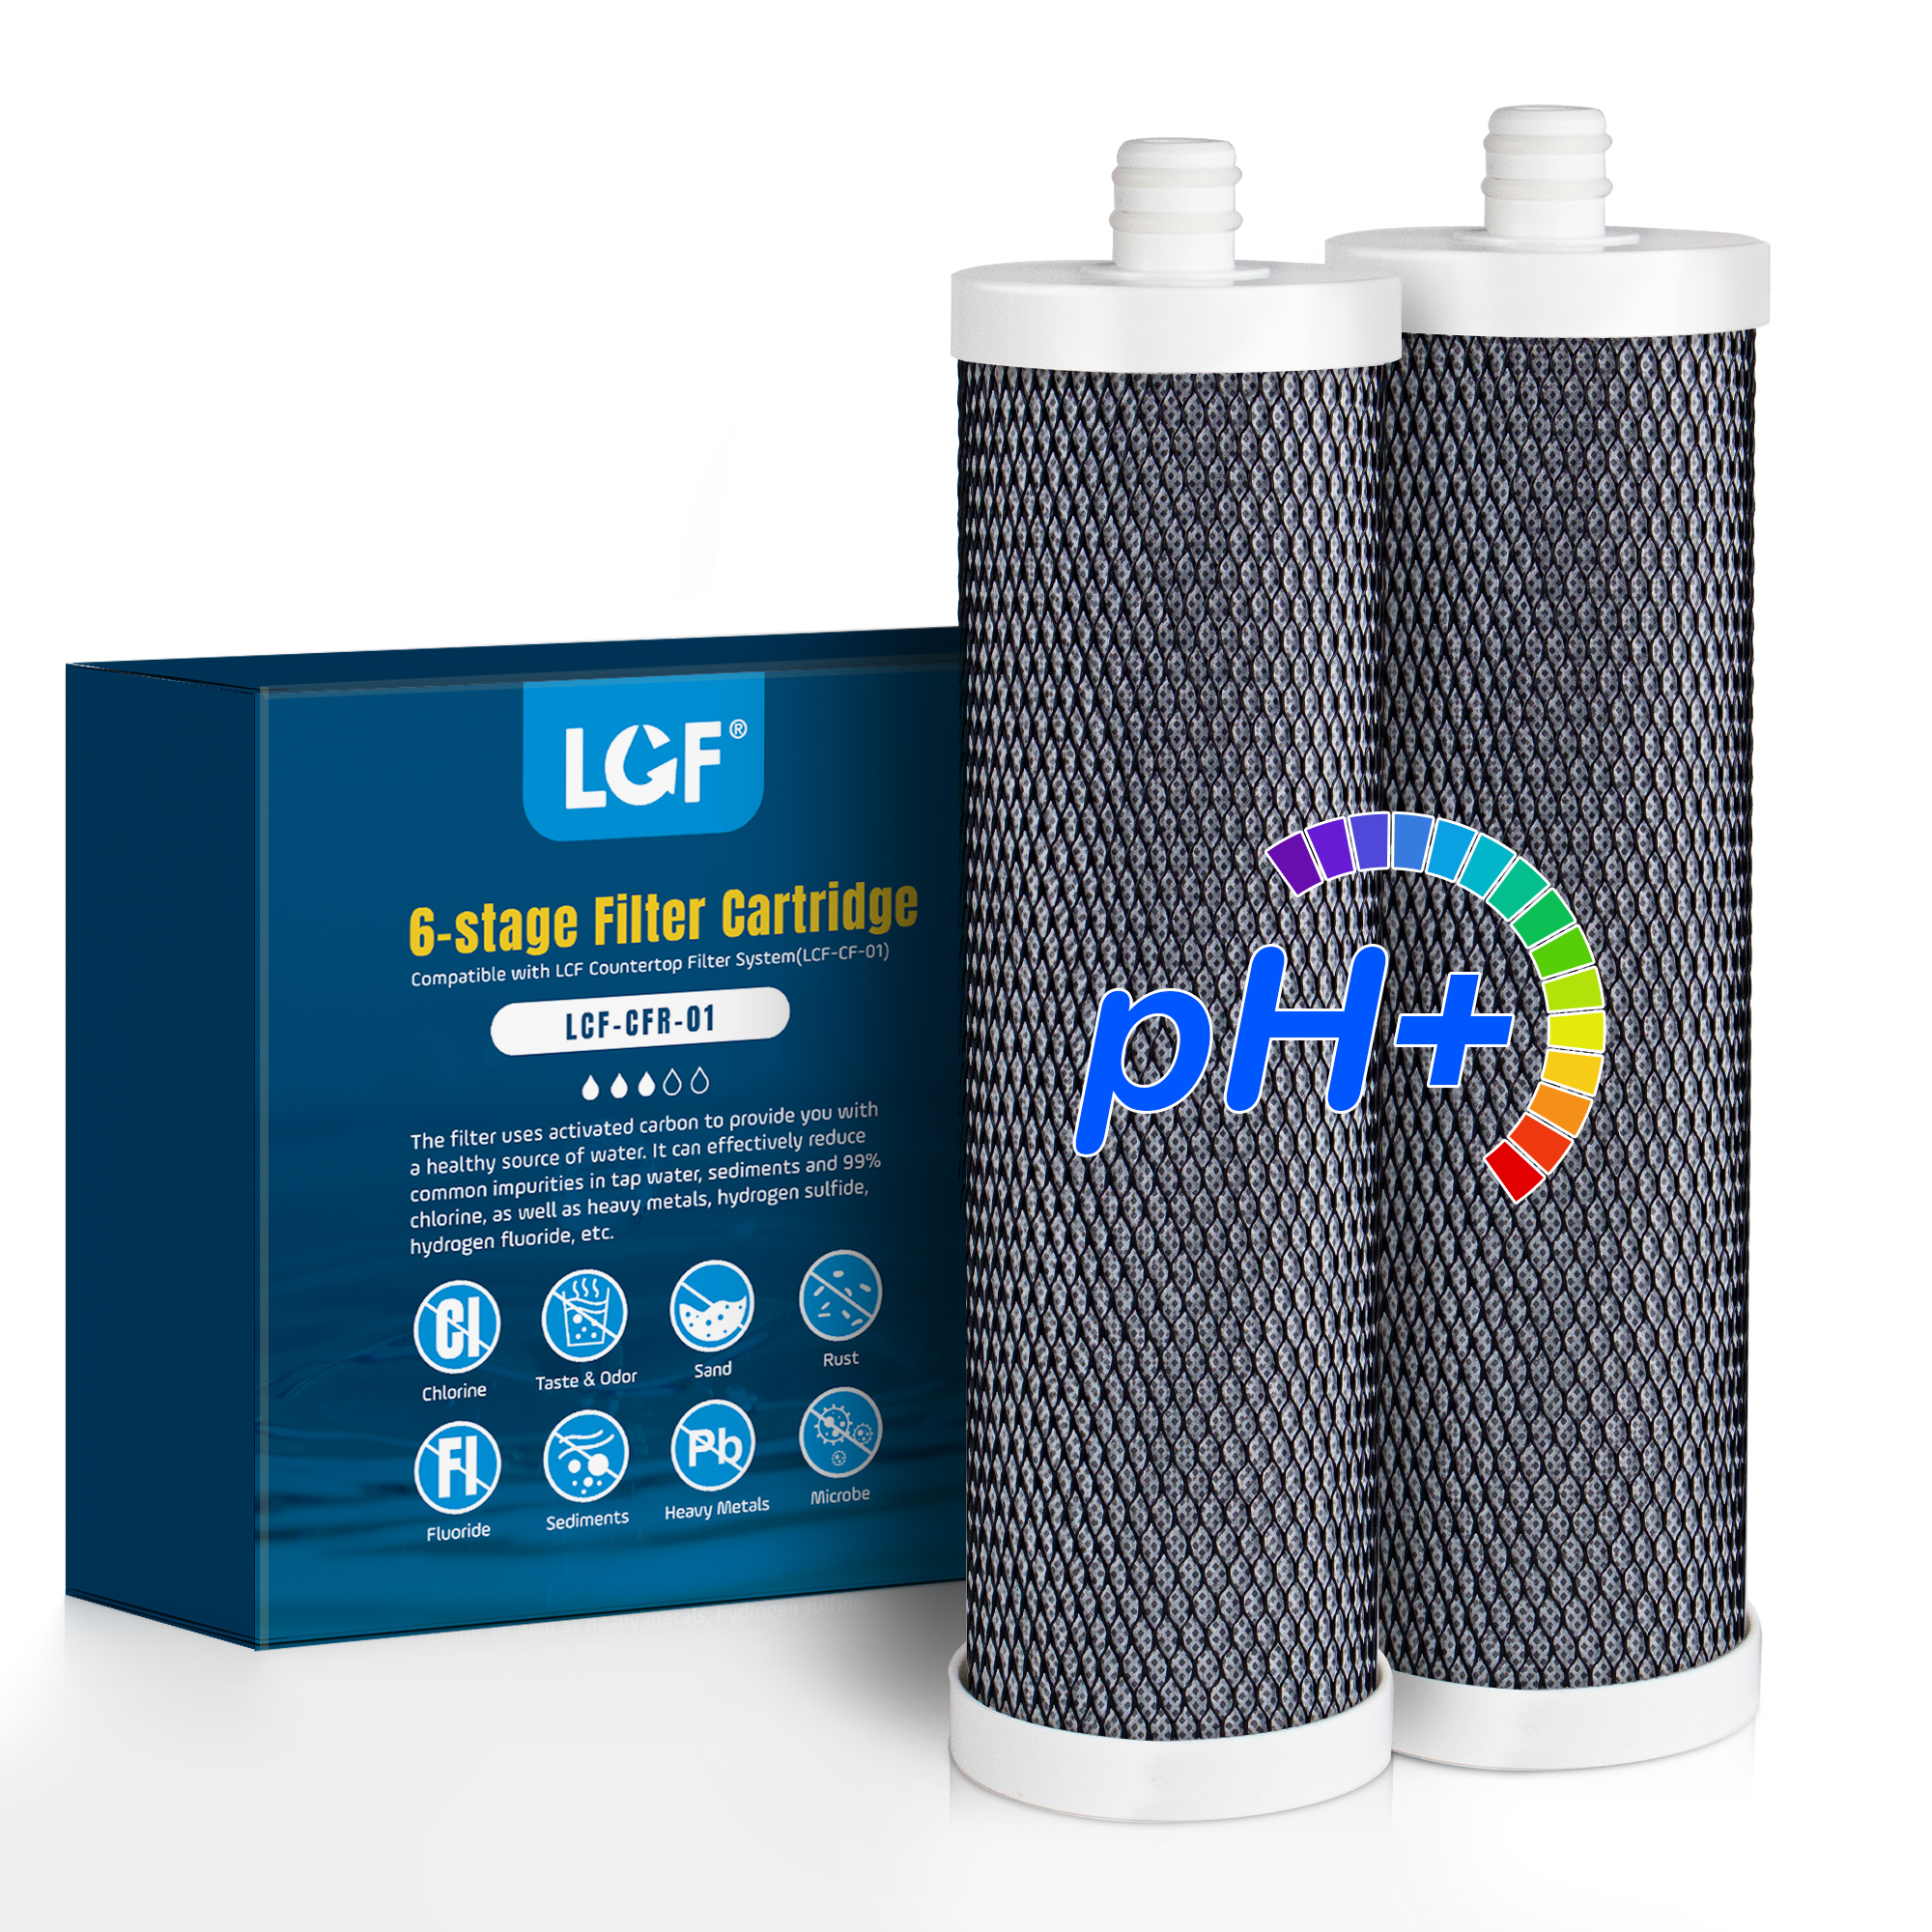 LCF®
6-stage Filter Cartridge
Compatible with LCF Countertop Filter System(LCF-CF-01)
LCF-CFR-01
The filter uses activated carbon to provide you with
a healthy source of water. It can effectively reduce
common impurities in tap water, sediments and 99%
chlorine, as well as heavy metals, hydrogen sulfide,
hydrogen fluoride, etc.
Cl
Chlorine
Taste & Odor
Sand
Rust
Fl
Fluoride
Sediments
Pb
Heavy Metals
Microbe
pH+